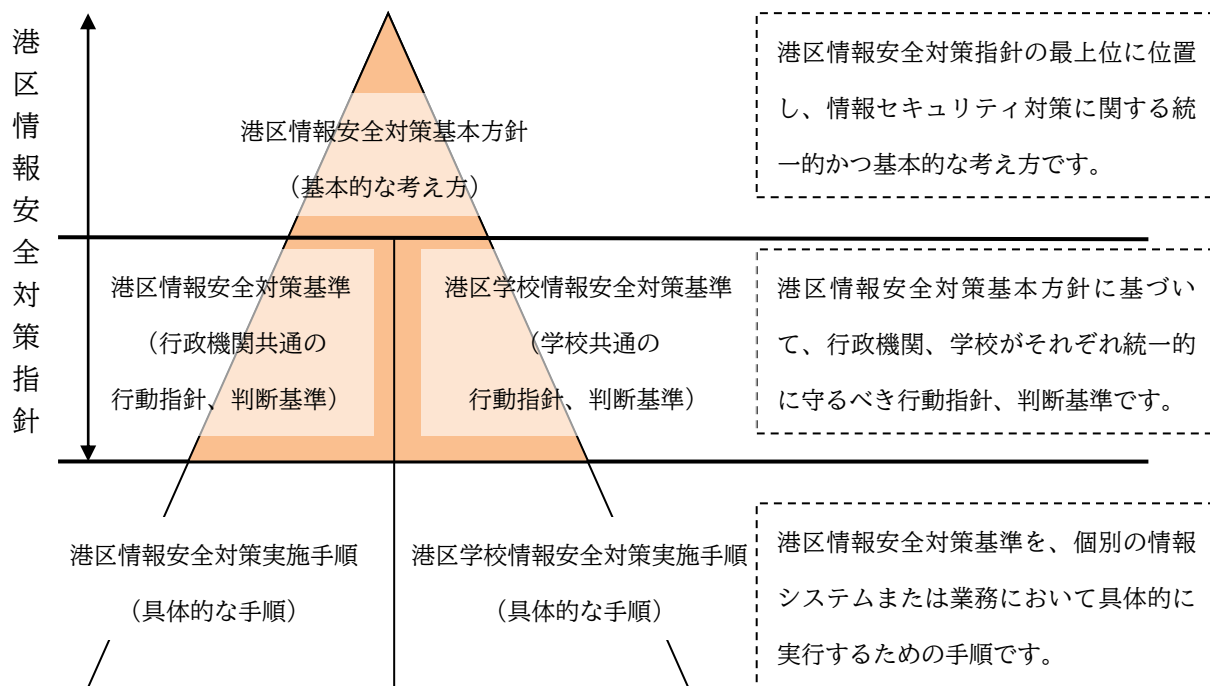 港区情報安全対策指針
港区情報安全対策基本方針
（基本的な考え方）
港区情報安全対策指針の最上位に位置
し、情報セキュリティ対策に関する統
一的かつ基本的な考え方です。
港区情報安全対策基準
（行政機関共通の
行動指針、判断基準）
港区学校情報安全対策基準
（学校共通の
行動指針、判断基準）
港区情報安全対策基本方針に基づい
て、行政機関、学校がそれぞれ統一的
に守るべき行動指針、判断基準です。
港区情報安全対策実施手順
（具体的な手順）
港区学校情報安全対策実施手順
（具体的な手順）
港区情報安全対策基準を、個別の情報
システムまたは業務において具体的に
実行するための手順です。